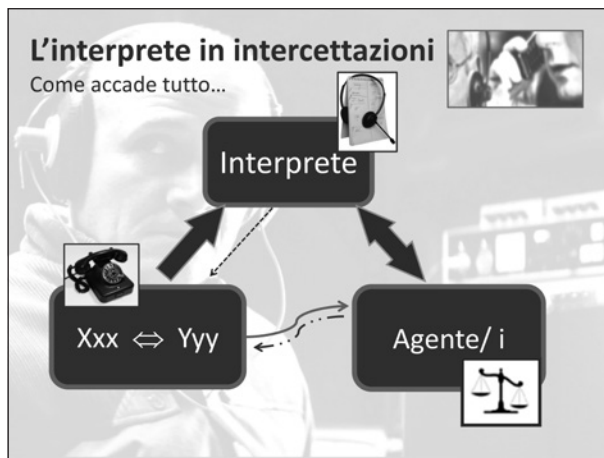 L’interprete in intercettazioni
Come accade tutto…
Interprete
Xxx ⇔ Yyy
Agente/ i